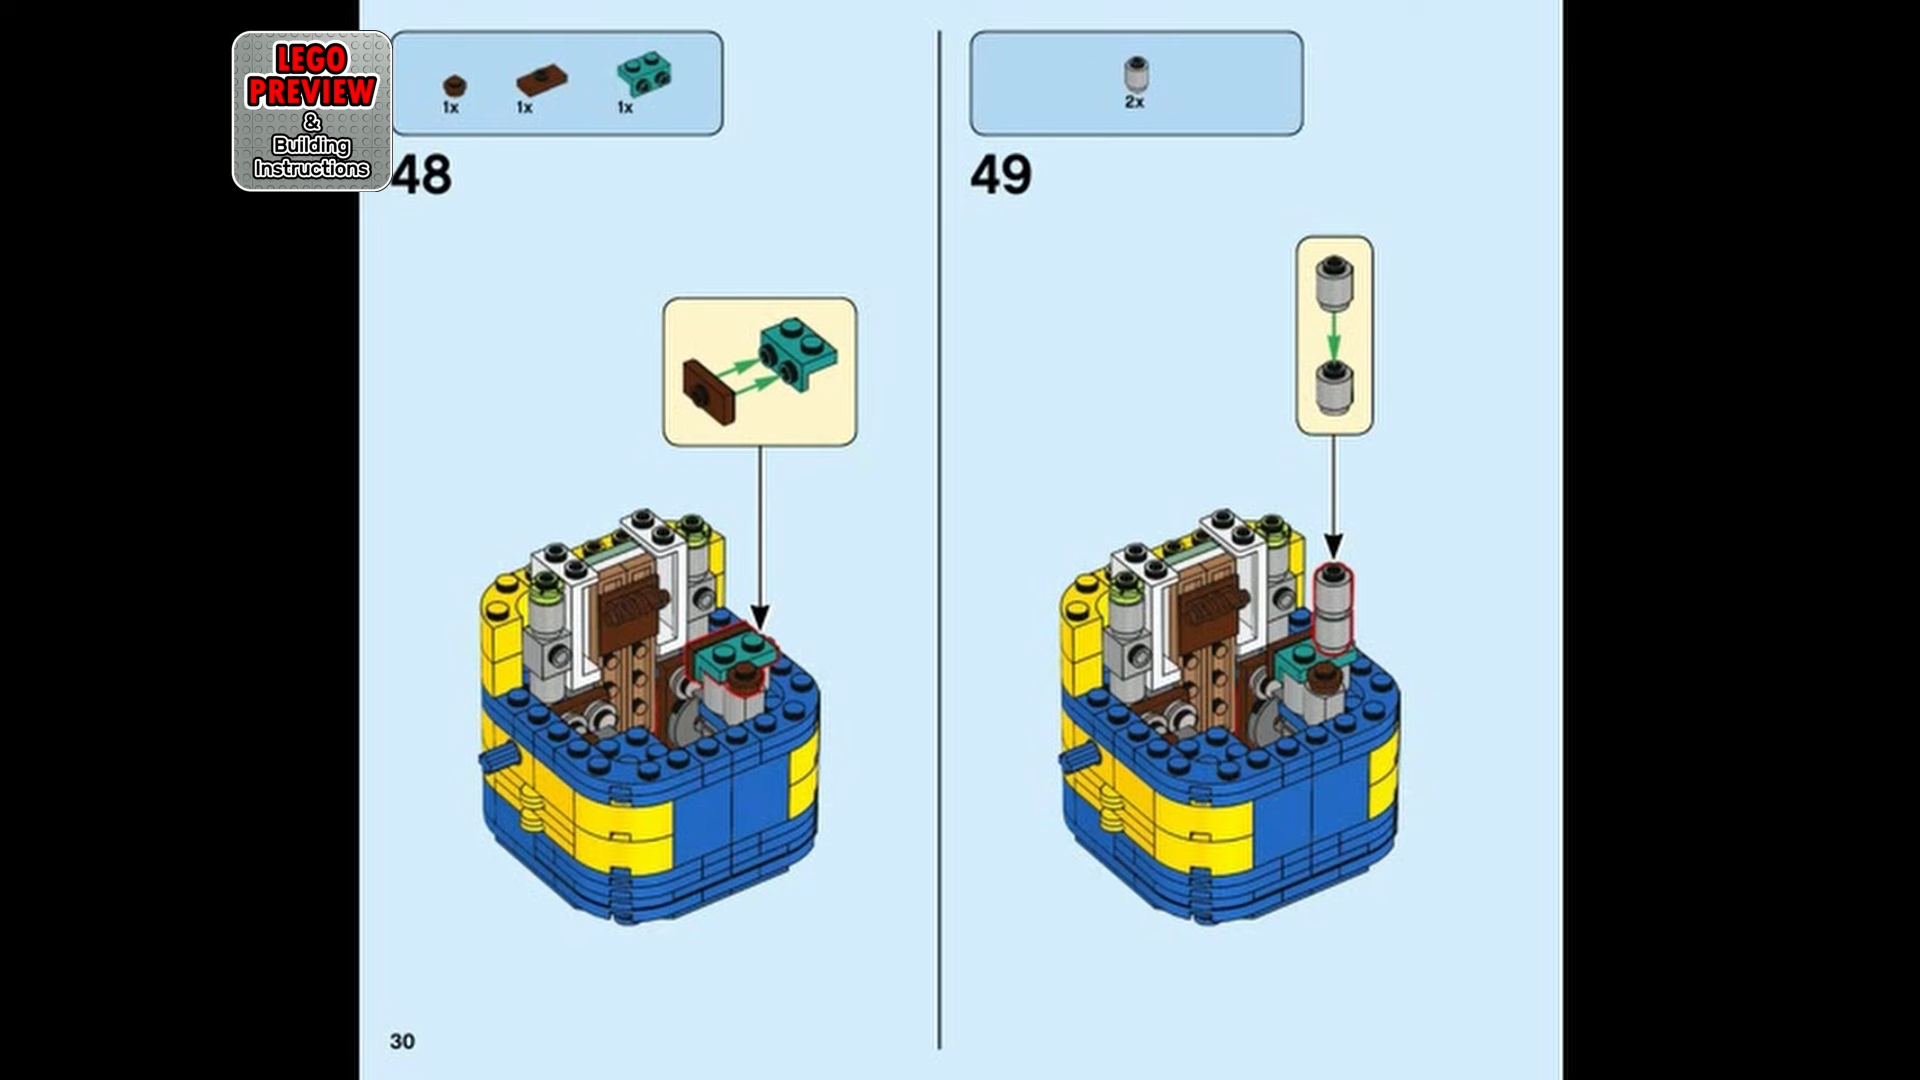 LEGO
PREVIEW
&
Building
Instructions
1x 1x 1x
48
2x
49
30